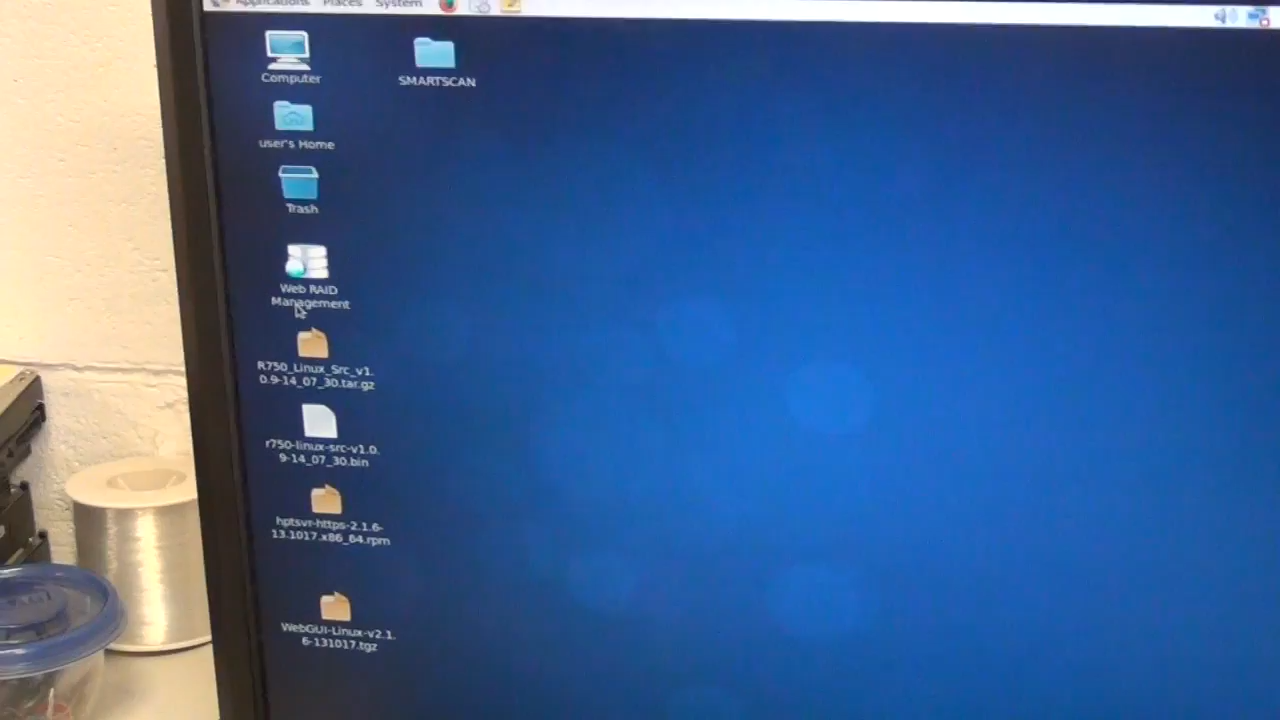 Applications Places System
Computer
SMARTSCAN
user's Home
Trash
Web RAID
Management
R750_Linux_Src_v1.
0.9-14_07_30.tar.gz
r750-linux-src-v1.0.
9-14_07_30.bin
hptsvr-https-2.1.6-
13.1017.x86_64.rpm
WebGUI-Linux-v2.1.
6-131017.tgz